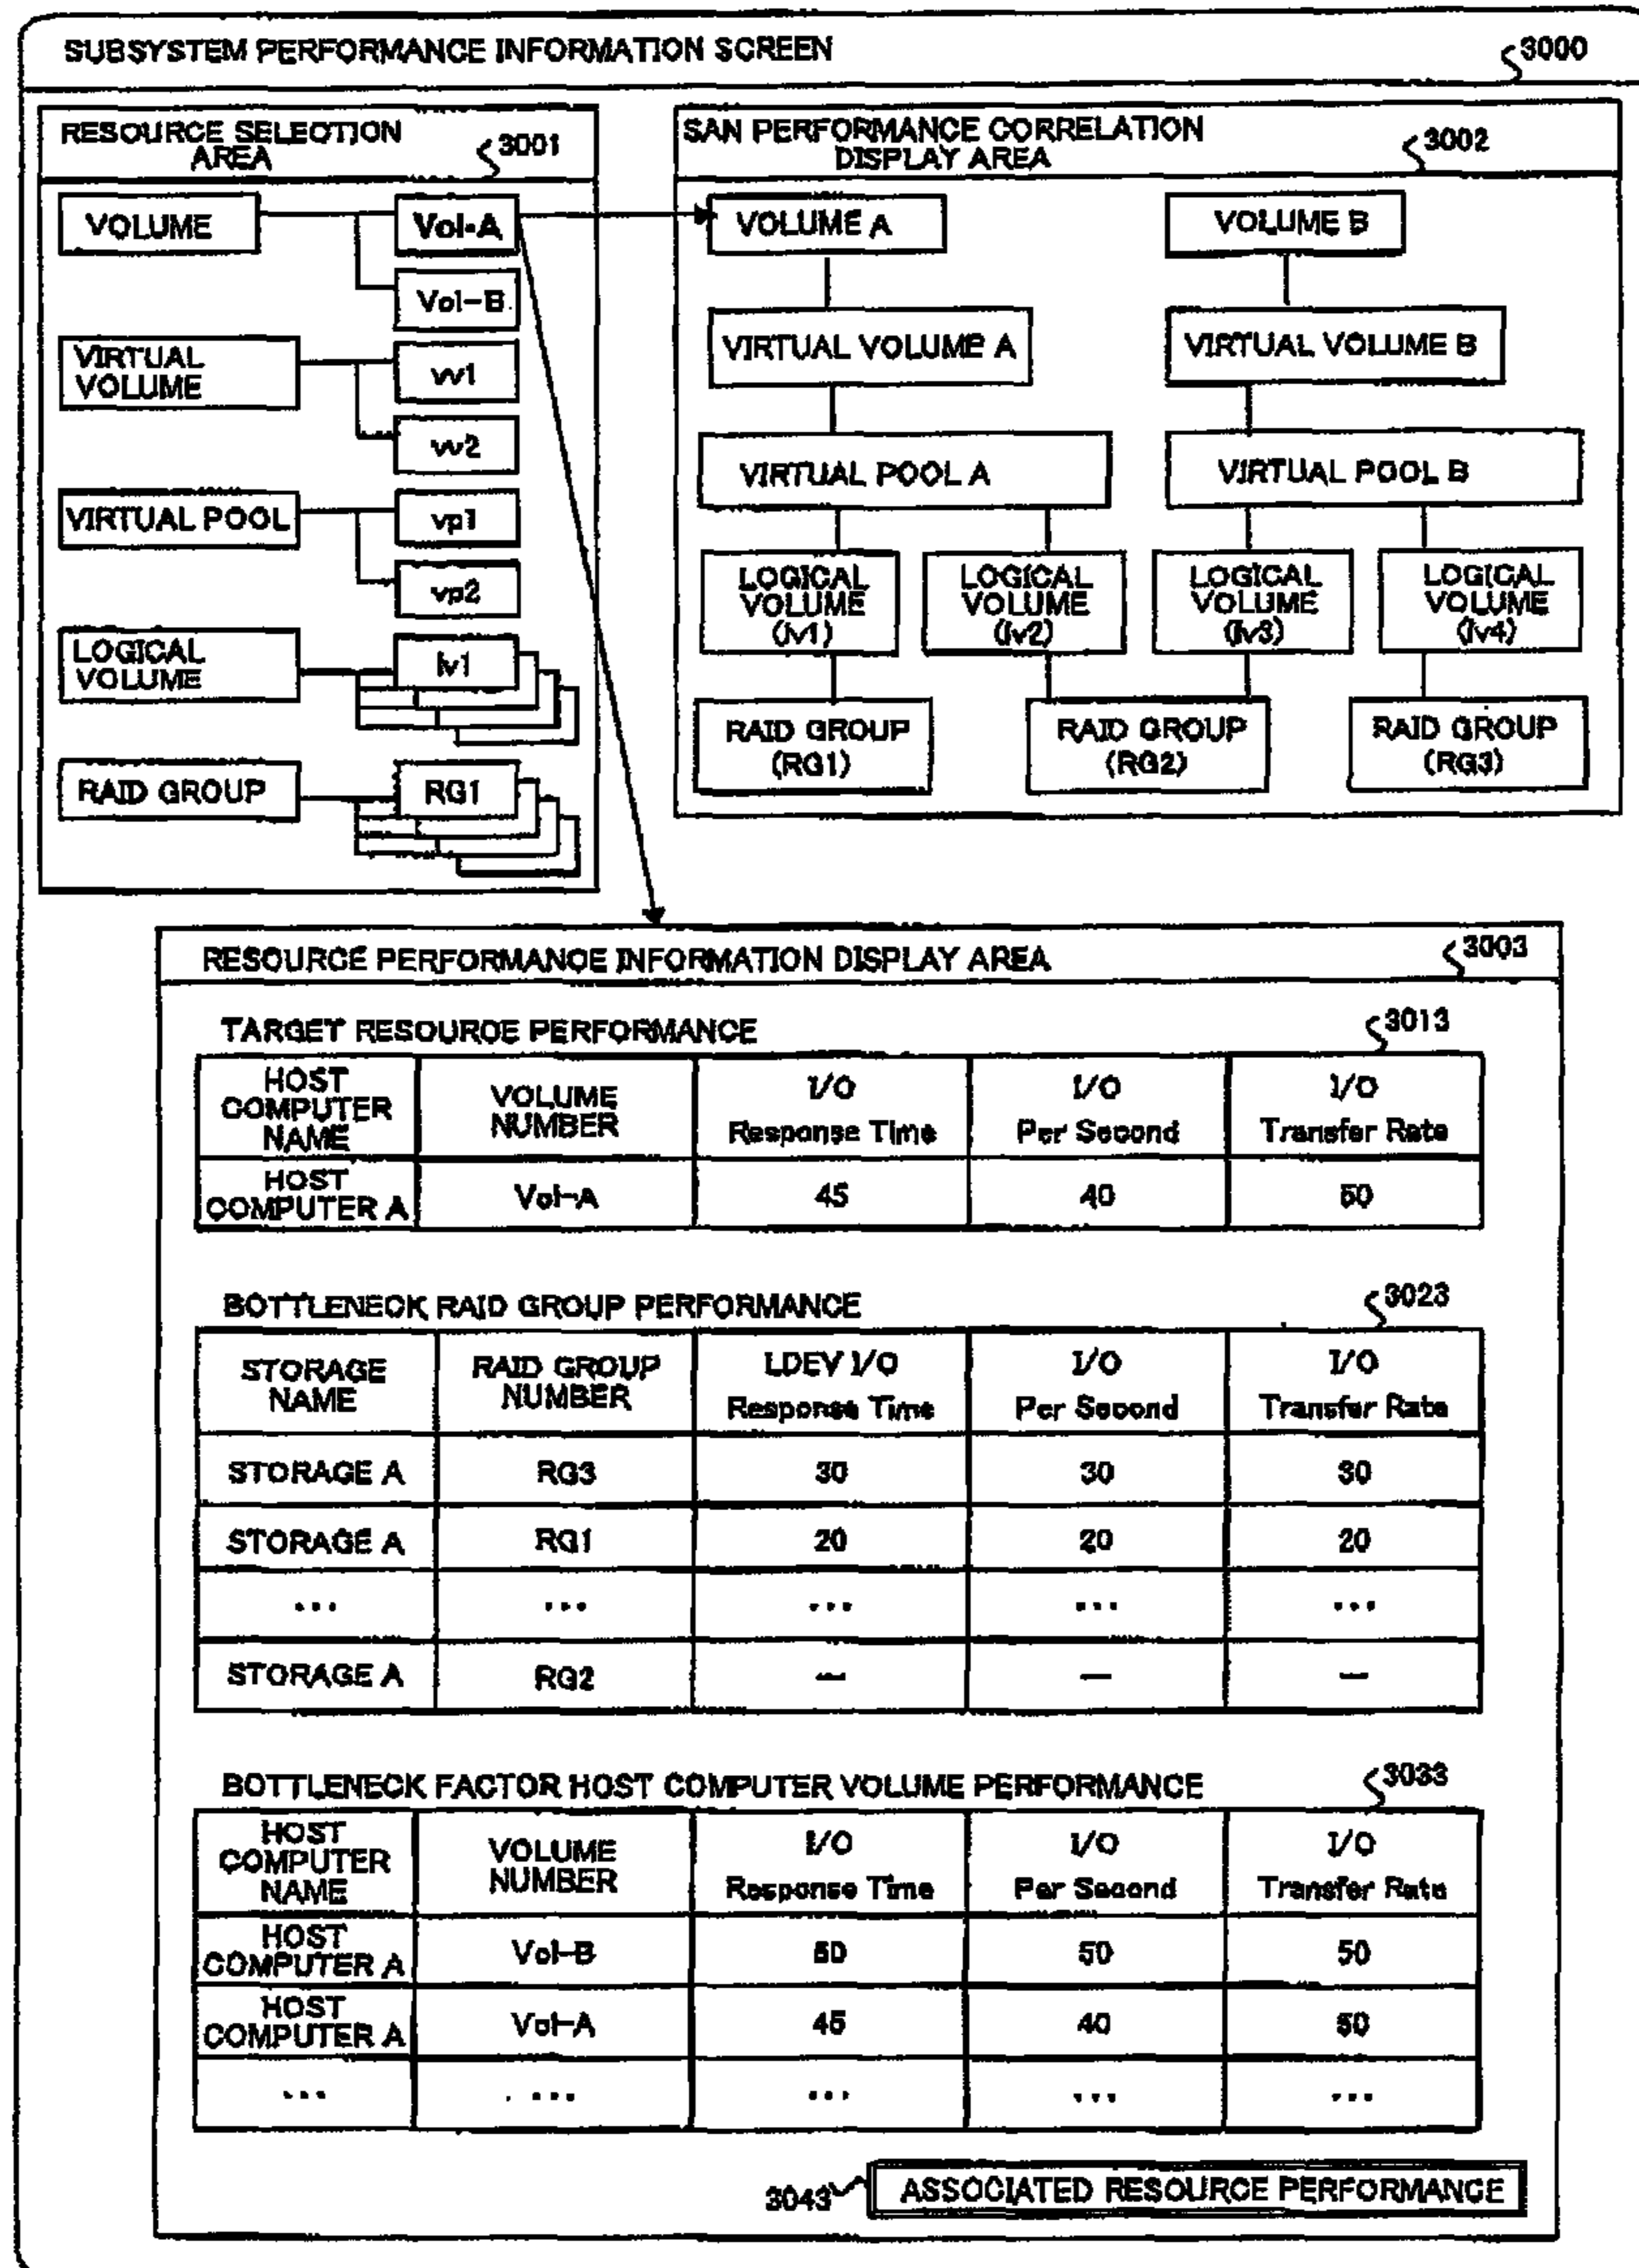 SUBSYSTEM PERFORMANCE INFORMATION SCREEN
3000
RESOURCE SELECTION
AREA
3001
VOLUME
Vol-A
Vol-B
VIRTUAL
VOLUME
vv1
vv2
VIRTUAL POOL
vp1
vp2
LOGICAL
VOLUME
lv1
RAID GROUP
RG1
SAN PERFORMANCE CORRELATION
DISPLAY AREA
3002
VOLUME A
VOLUME B
VIRTUAL VOLUME A
VIRTUAL VOLUME B
VIRTUAL POOL A
VIRTUAL POOL B
LOGICAL
VOLUME
(lv1)
LOGICAL
VOLUME
(lv2)
LOGICAL
VOLUME
(lv3)
LOGICAL
VOLUME
(lv4)
RAID GROUP
(RG1)
RAID GROUP
(RG2)
RAID GROUP
(RG3)
RESOURCE PERFORMANCE INFORMATION DISPLAY AREA
3003
TARGET RESOURCE PERFORMANCE
3013
HOST
COMPUTER
NAME
VOLUME
NUMBER
I/O
Response Time
I/O
Per Second
I/O
Transfer Rate
HOST
COMPUTER A
Vol-A
45
40
50
BOTTLENECK RAID GROUP PERFORMANCE
3023
STORAGE
NAME
RAID GROUP
NUMBER
LDEV I/O
Response Time
I/O
Per Second
I/O
Transfer Rate
STORAGE A
RG3
30
30
30
STORAGE A
RG1
20
20
20
... ... ... ... ...
STORAGE A
RG2
— — —
BOTTLENECK FACTOR HOST COMPUTER VOLUME PERFORMANCE
3033
HOST
COMPUTER
NAME
VOLUME
NUMBER
I/O
Response Time
I/O
Per Second
I/O
Transfer Rate
HOST
COMPUTER A
Vol-B
50
50
50
HOST
COMPUTER A
Vol-A
45
40
50
... ... ... ... ...
3043
ASSOCIATED RESOURCE PERFORMANCE